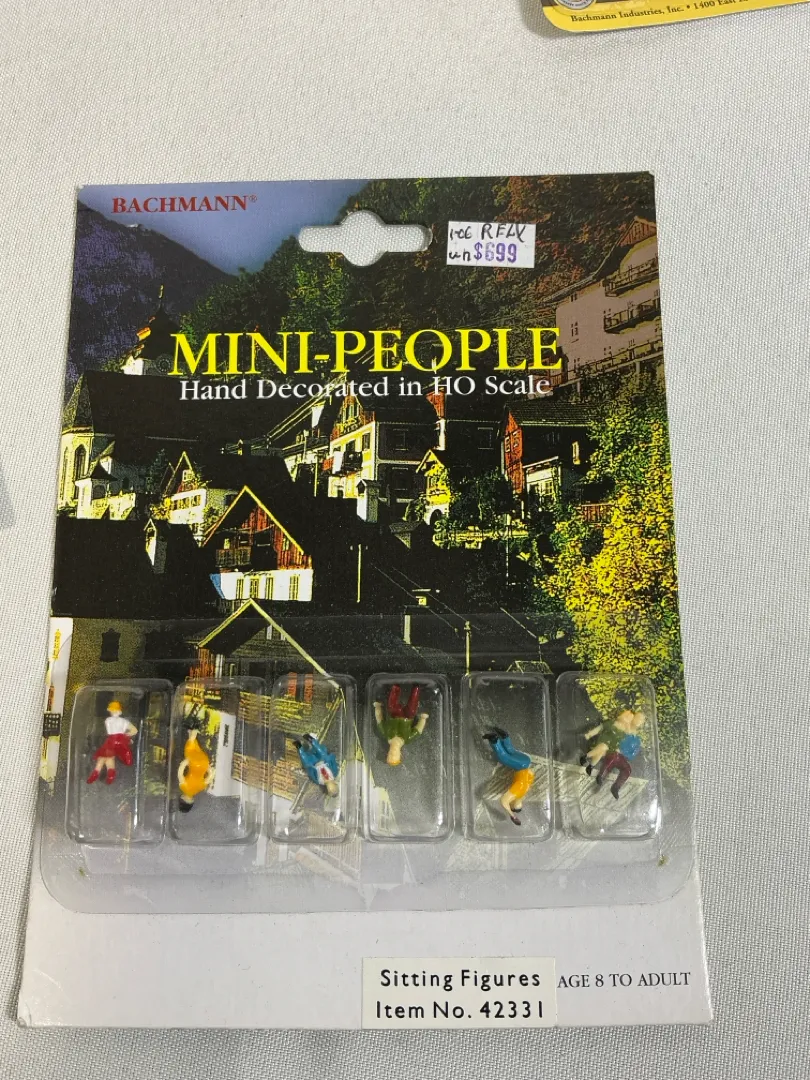 Bachmann Industries, Inc. • 1400 East
BACHMANN®
$699
MINI-PEOPLE
Hand Decorated in HO Scale
Sitting Figures
Item No. 42331
AGE 8 TO ADULT